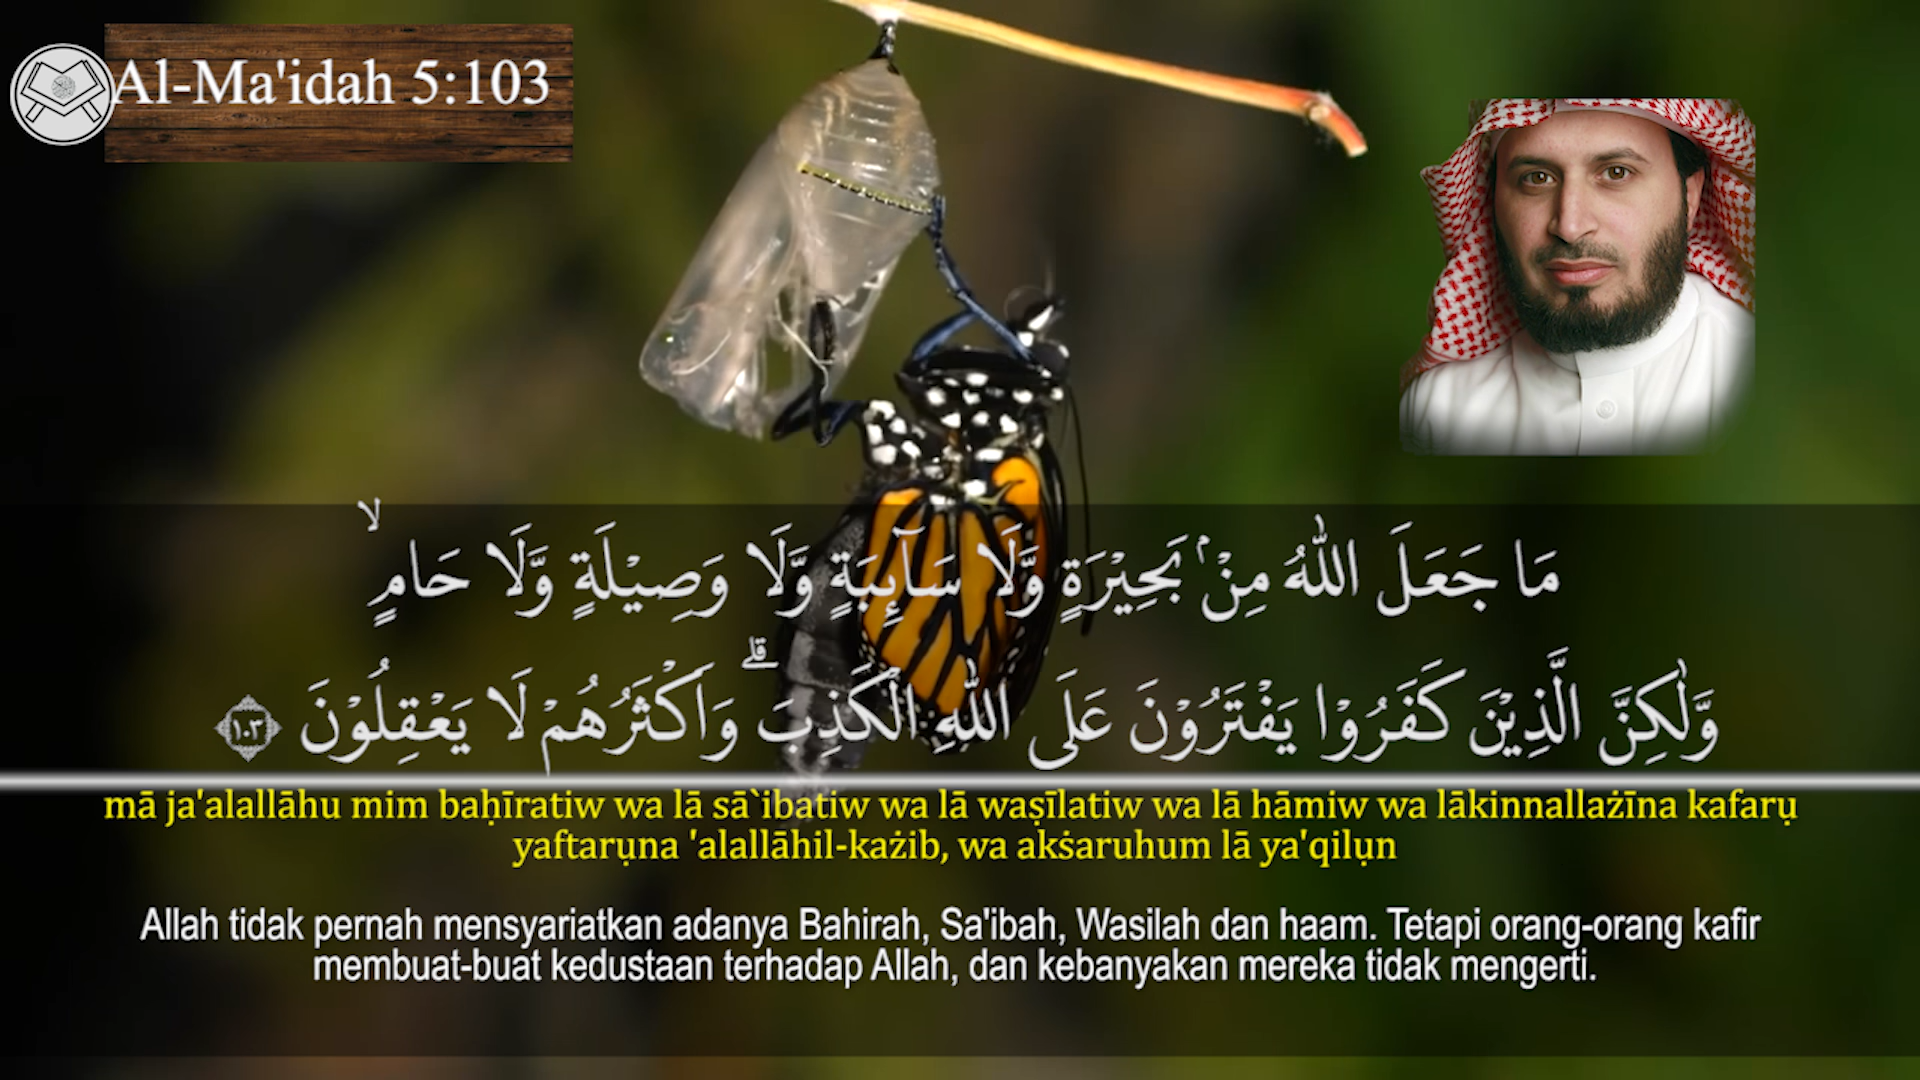 Al-Ma'idah 5:103
مَا جَعَلَ اللّٰهُ مِنْۢ بَحِيْرَةٍ وَّلَا سَاۤىِٕبَةٍ وَّلَا وَصِيْلَةٍ وَّلَا حَامٍ ۙ
وَّلٰكِنَّ الَّذِيْنَ كَفَرُوْا يَفْتَرُوْنَ عَلَى اللّٰهِ الْكَذِبَۗ وَاَكْثَرُهُمْ لَا يَعْقِلُوْنَ ١٠٣
mā ja'alallāhu mim baḥīratiw wa lā sā`ibatiw wa lā waṣīlatiw wa lā hāmiw wa lākinnallażīna kafarụ
yaftarụna 'alallāhil-każib, wa akṡaruhum lā ya'qilụn
Allah tidak pernah mensyariatkan adanya Bahirah, Sa'ibah, Wasilah dan haam. Tetapi orang-orang kafir
membuat-buat kedustaan terhadap Allah, dan kebanyakan mereka tidak mengerti.